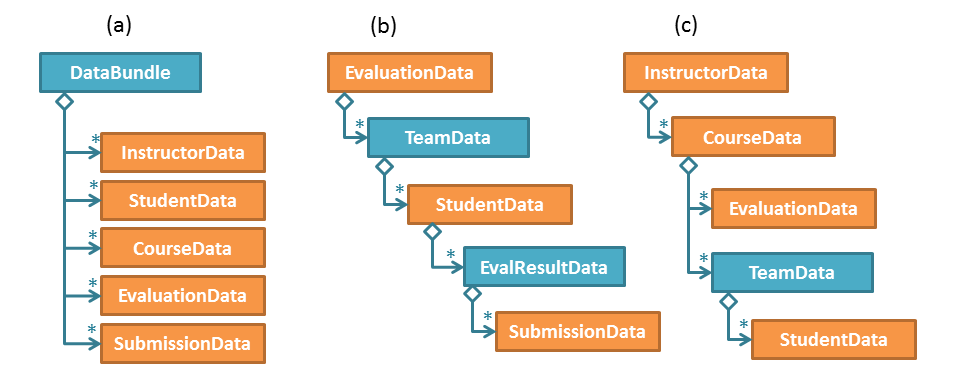 (a)
DataBundle
*
InstructorData
*
StudentData
*
CourseData
*
EvaluationData
*
SubmissionData
(b)
EvaluationData
*
TeamData
*
StudentData
*
EvalResultData
*
SubmissionData
(c)
InstructorData
*
CourseData
*
EvaluationData
*
TeamData
*
StudentData